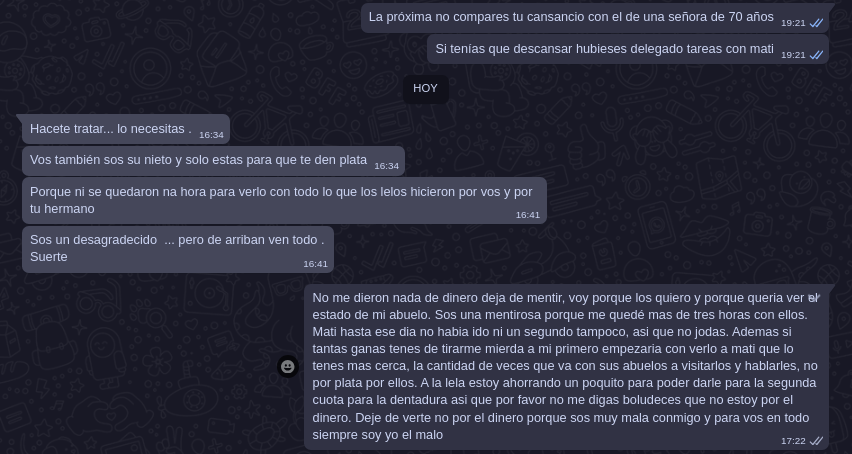 La próxima no compares tu cansancio con el de una señora de 70 años 19:21
Si tenías que descansar hubieses delegado tareas con mati 19:21
HOY
Hacete tratar... lo necesitas . 16:34
Vos también sos su nieto y solo estas para que te den plata 16:34
Porque ni se quedaron na hora para verlo con todo lo que los lelos hicieron por vos y por
tu hermano
16:41
Sos un desagradecido ... pero de arriban ven todo .
Suerte
16:41
No me dieron nada de dinero deja de mentir, voy porque los quiero y porque queria ver el
estado de mi abuelo. Sos una mentirosa porque me quedé mas de tres horas con ellos.
Mati hasta ese dia no habia ido ni un segundo tampoco, asi que no jodas. Ademas si
tantas ganas tenes de tirarme mierda a mi primero empezaria con verlo a mati que lo
tenes mas cerca, la cantidad de veces que va con sus abuelos a visitarlos y hablarles, no
por plata por ellos. A la lela estoy ahorrando un poquito para poder darle para la segunda
cuota para la dentadura asi que por favor no me digas boludeces que no estoy por el
dinero. Deje de verte no por el dinero porque sos muy mala conmigo y para vos en todo
siempre soy yo el malo
17:22